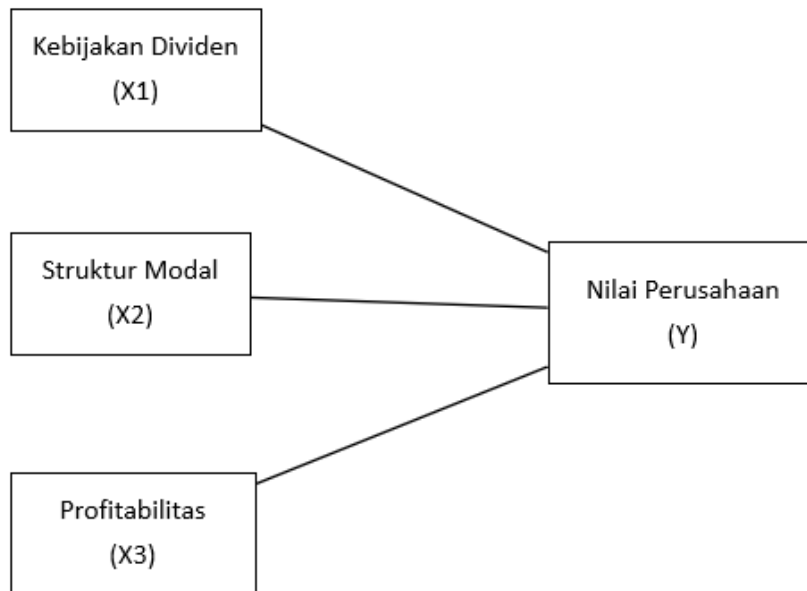 Kebijakan Dividen
(X1)
Struktur Modal
(X2)
Nilai Perusahaan
(Y)
Profitabilitas
(X3)